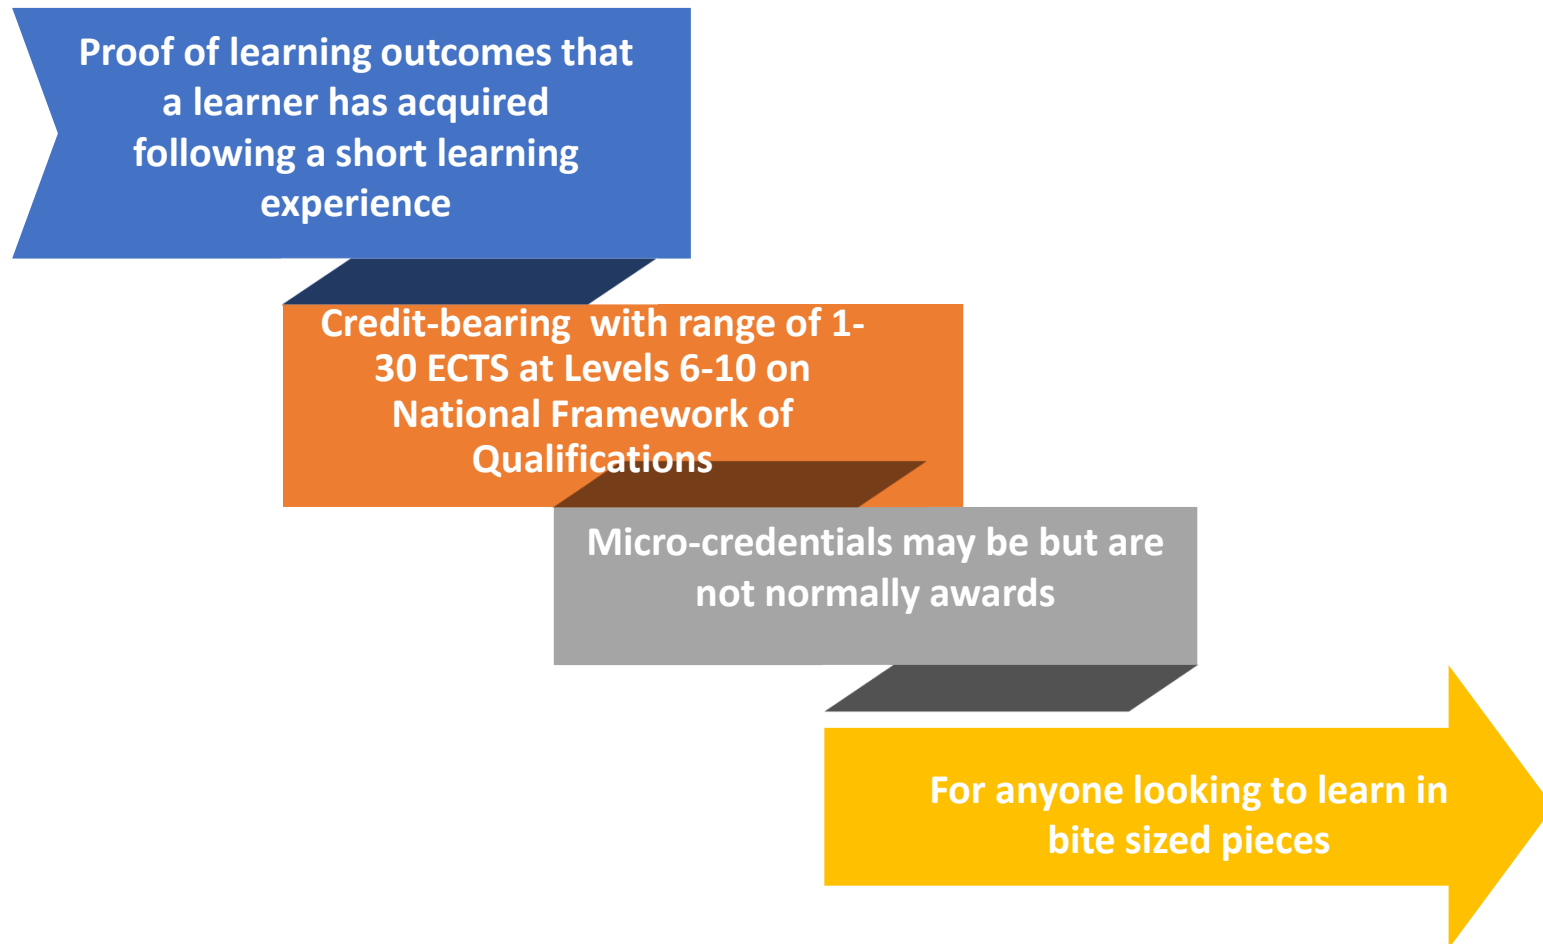 Proof of learning outcomes that
a learner has acquired
following a short learning
experience
Credit-bearing  with range of 1-
30 ECTS at Levels 6-10 on
National Framework of
Qualifications
Micro-credentials may be but are
not normally awards
For anyone looking to learn in
bite sized pieces